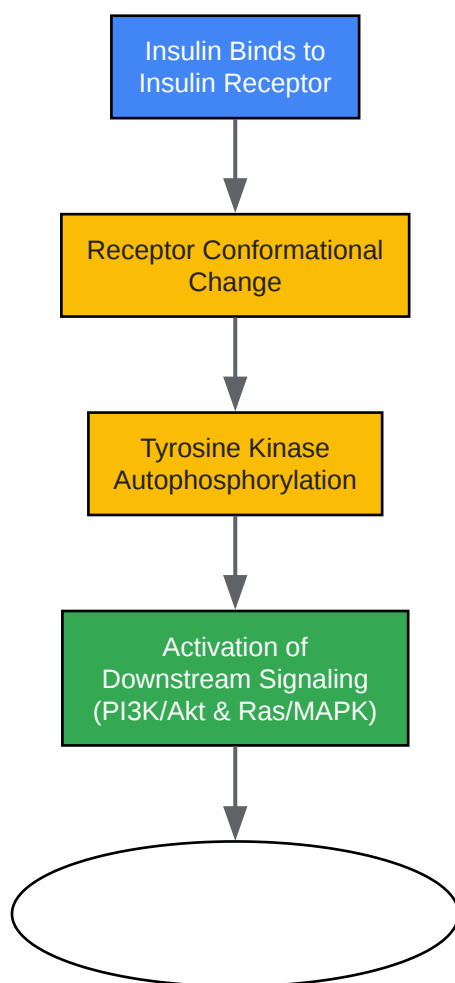 Insulin Binds to
Insulin Receptor
Receptor Conformational
Change
Tyrosine Kinase
Autophosphorylation
Activation of
Downstream Signaling
(PI3K/Akt & Ras/MAPK)